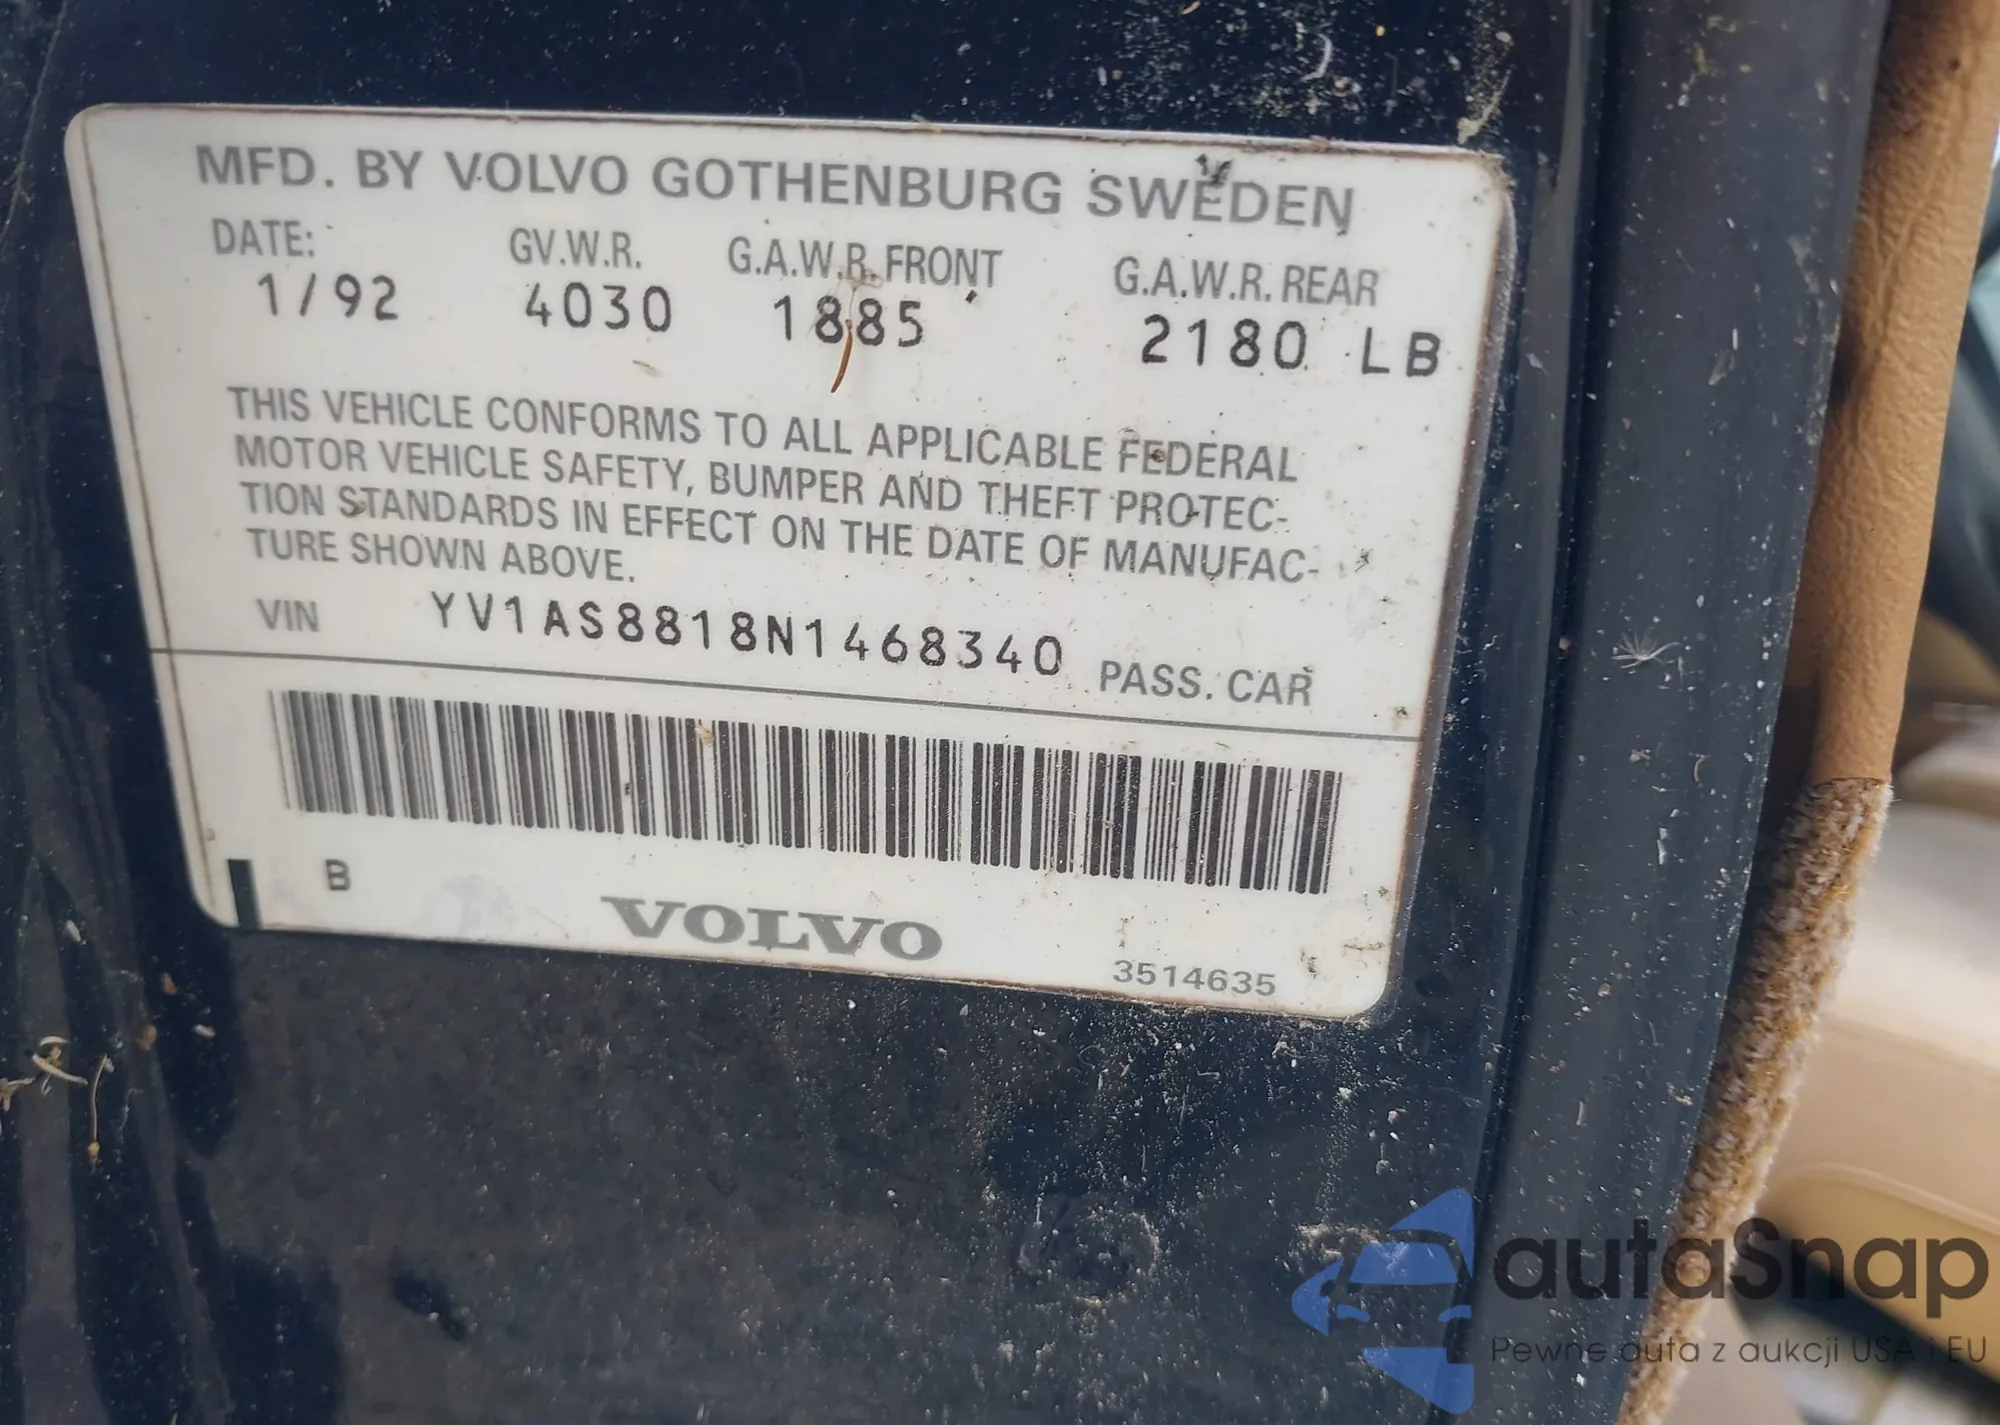 MFD. BY VOLVO GOTHENBURG SWEDEN
DATE: G.V.W.R. G.A.W.R. FRONT G.A.W.R. REAR
1/92 4030 1885 2180 LB
THIS VEHICLE CONFORMS TO ALL APPLICABLE FEDERAL
MOTOR VEHICLE SAFETY, BUMPER AND THEFT PROTEC-
TION STANDARDS IN EFFECT ON THE DATE OF MANUFAC-
TURE SHOWN ABOVE.
VIN YV1AS8818N1468340 PASS. CAR
B
VOLVO
3514635
autaSnap
Pewne auta z aukcji USA i EU